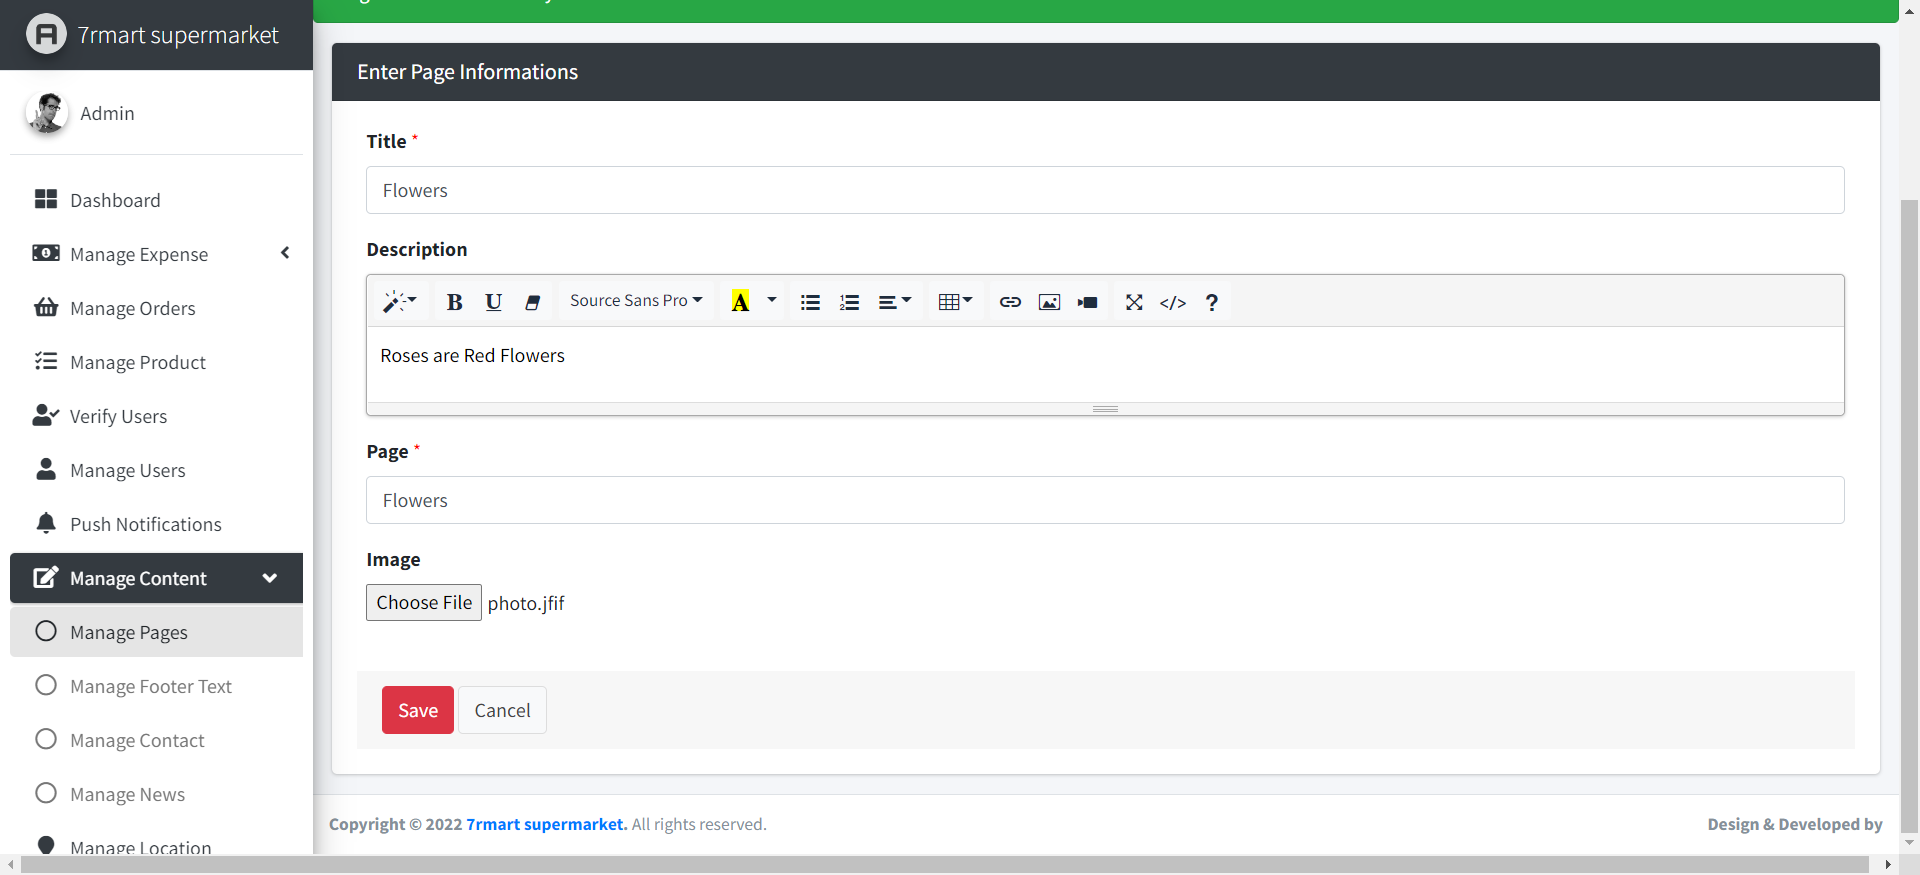 7rmart supermarket
Admin
Dashboard
Manage Expense
Manage Orders
Manage Product
Verify Users
Manage Users
Push Notifications
Manage Content
Manage Pages
Manage Footer Text
Manage Contact
Manage News
Manage Location
Enter Page Informations
Title *
Flowers
Description
B U Source Sans Pro A </> ?
Roses are Red Flowers
Page *
Flowers
Image
Choose File photo.jfif
Save Cancel
Copyright © 2022 7rmart supermarket. All rights reserved.
Design & Developed by